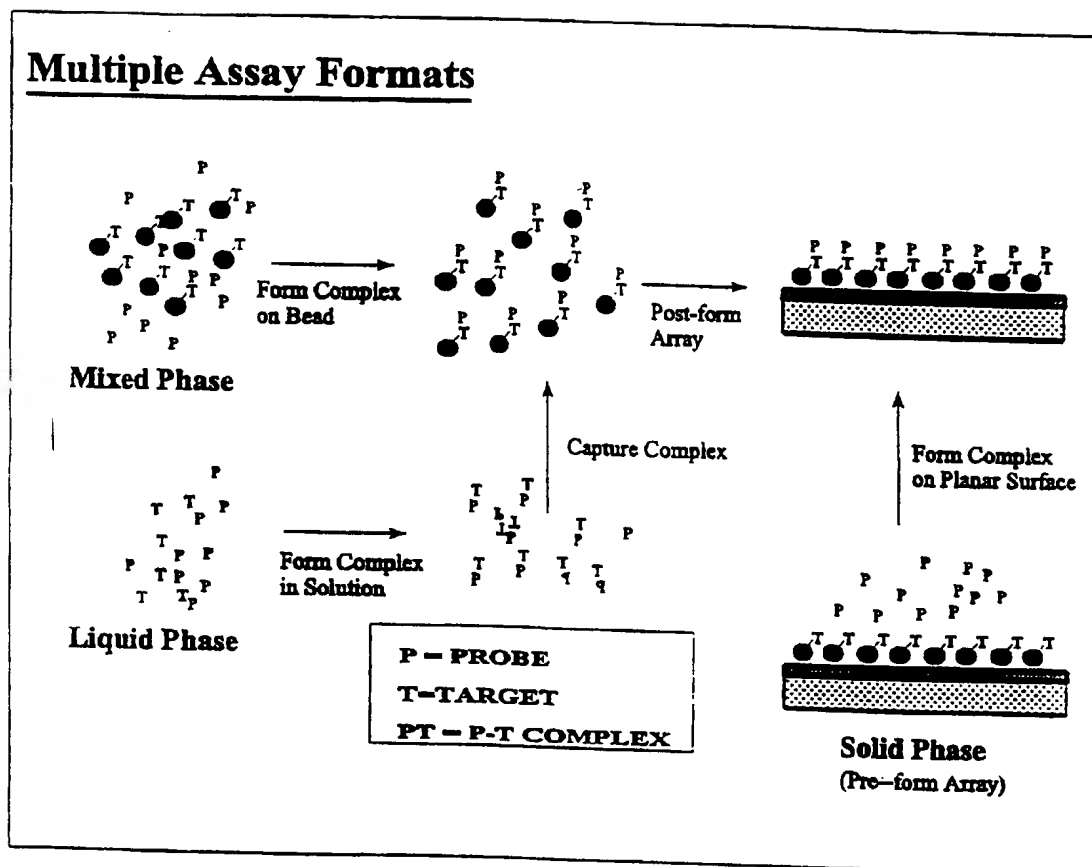 Multiple Assay Formats
Form Complex
on Bead
Post-form
Array
Mixed Phase
Capture Complex
Form Complex
on Planar Surface
Form Complex
in Solution
Liquid Phase
P = PROBE
T=TARGET
PT = P-T COMPLEX
Solid Phase
(Pre-form Array)